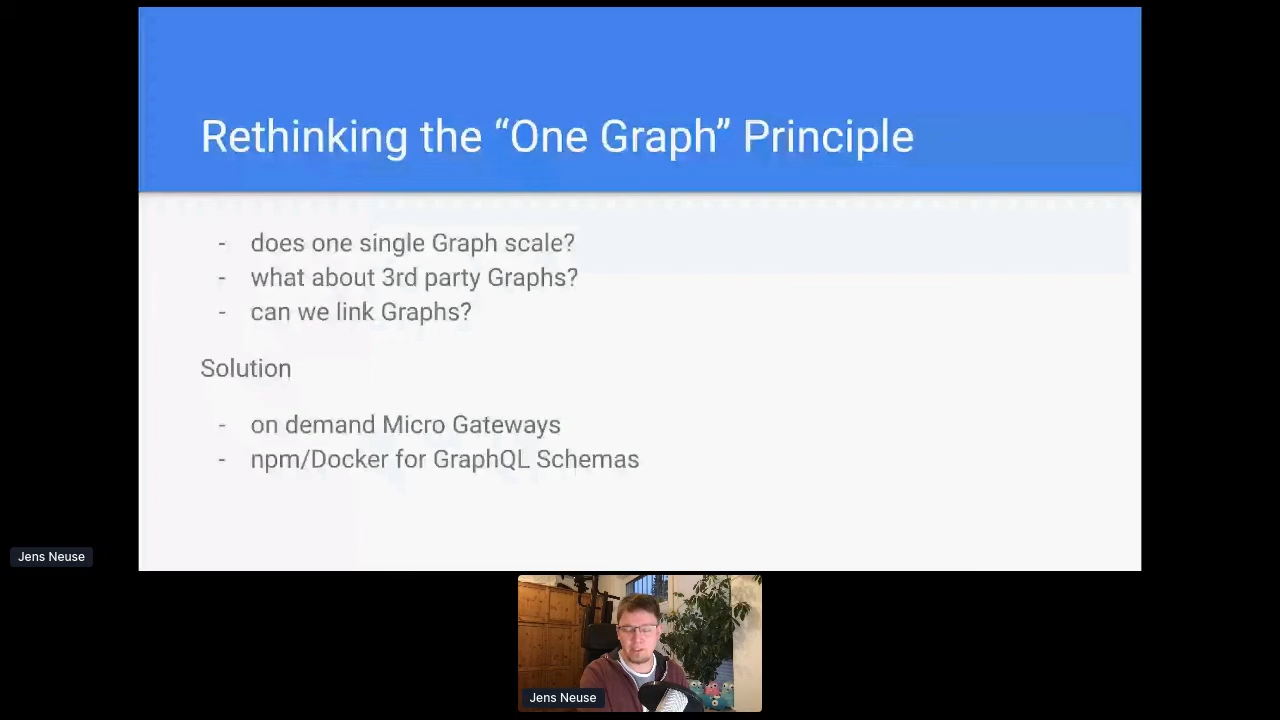 Rethinking the “One Graph” Principle
- does one single Graph scale?
- what about 3rd party Graphs?
- can we link Graphs?
Solution
- on demand Micro Gateways
- npm/Docker for GraphQL Schemas
Jens Neuse
Jens Neuse